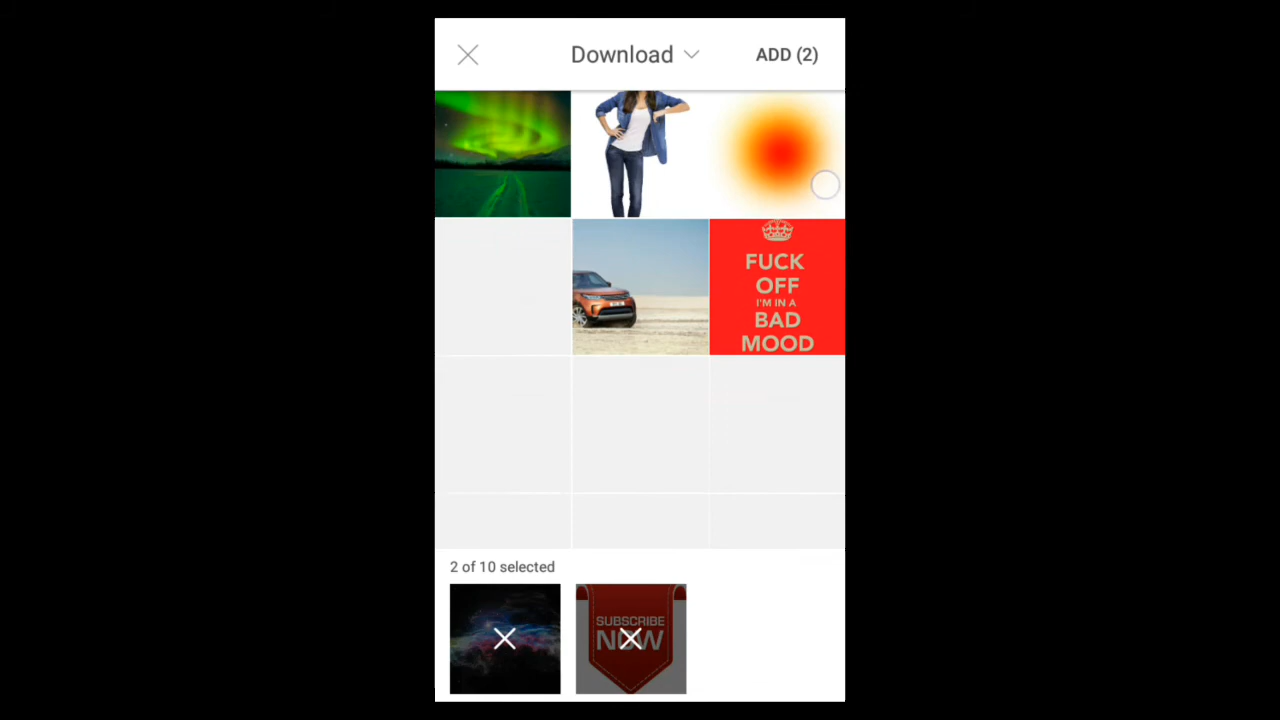 Download
ADD (2)
FUCK
OFF
I'M IN A
BAD
MOOD
2 of 10 selected
SUBSCRIBE
NOW